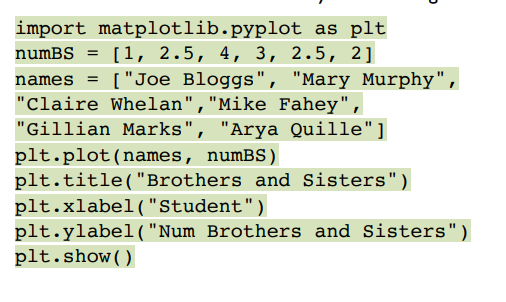 import matplotlib.pyplot as plt
numBS = [1, 2.5, 4, 3, 2.5, 2]
names = ["Joe Bloggs", "Mary Murphy",
"Claire Whelan","Mike Fahey",
"Gillian Marks", "Arya Quille"]
plt.plot(names, numBS)
plt.title("Brothers and Sisters")
plt.xlabel("Student")
plt.ylabel("Num Brothers and Sisters")
plt.show()